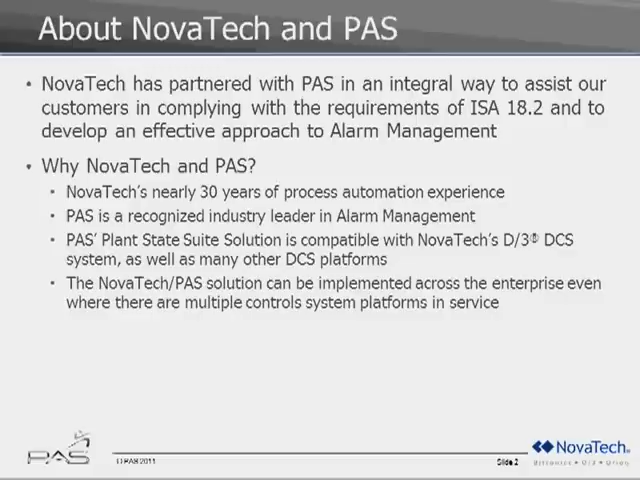 About NovaTech and PAS
• NovaTech has partnered with PAS in an integral way to assist our
customers in complying with the requirements of ISA 18.2 and to
develop an effective approach to Alarm Management
• Why NovaTech and PAS?
• NovaTech's nearly 30 years of process automation experience
• PAS is a recognized industry leader in Alarm Management
• PAS' Plant State Suite Solution is compatible with NovaTech's D/3® DCS
system, as well as many other DCS platforms
• The NovaTech/PAS solution can be implemented across the enterprise even
where there are multiple controls system platforms in service
PAS
© PAS 2011
Slide 2
NovaTech®
Bitronics • D/3 • Orion